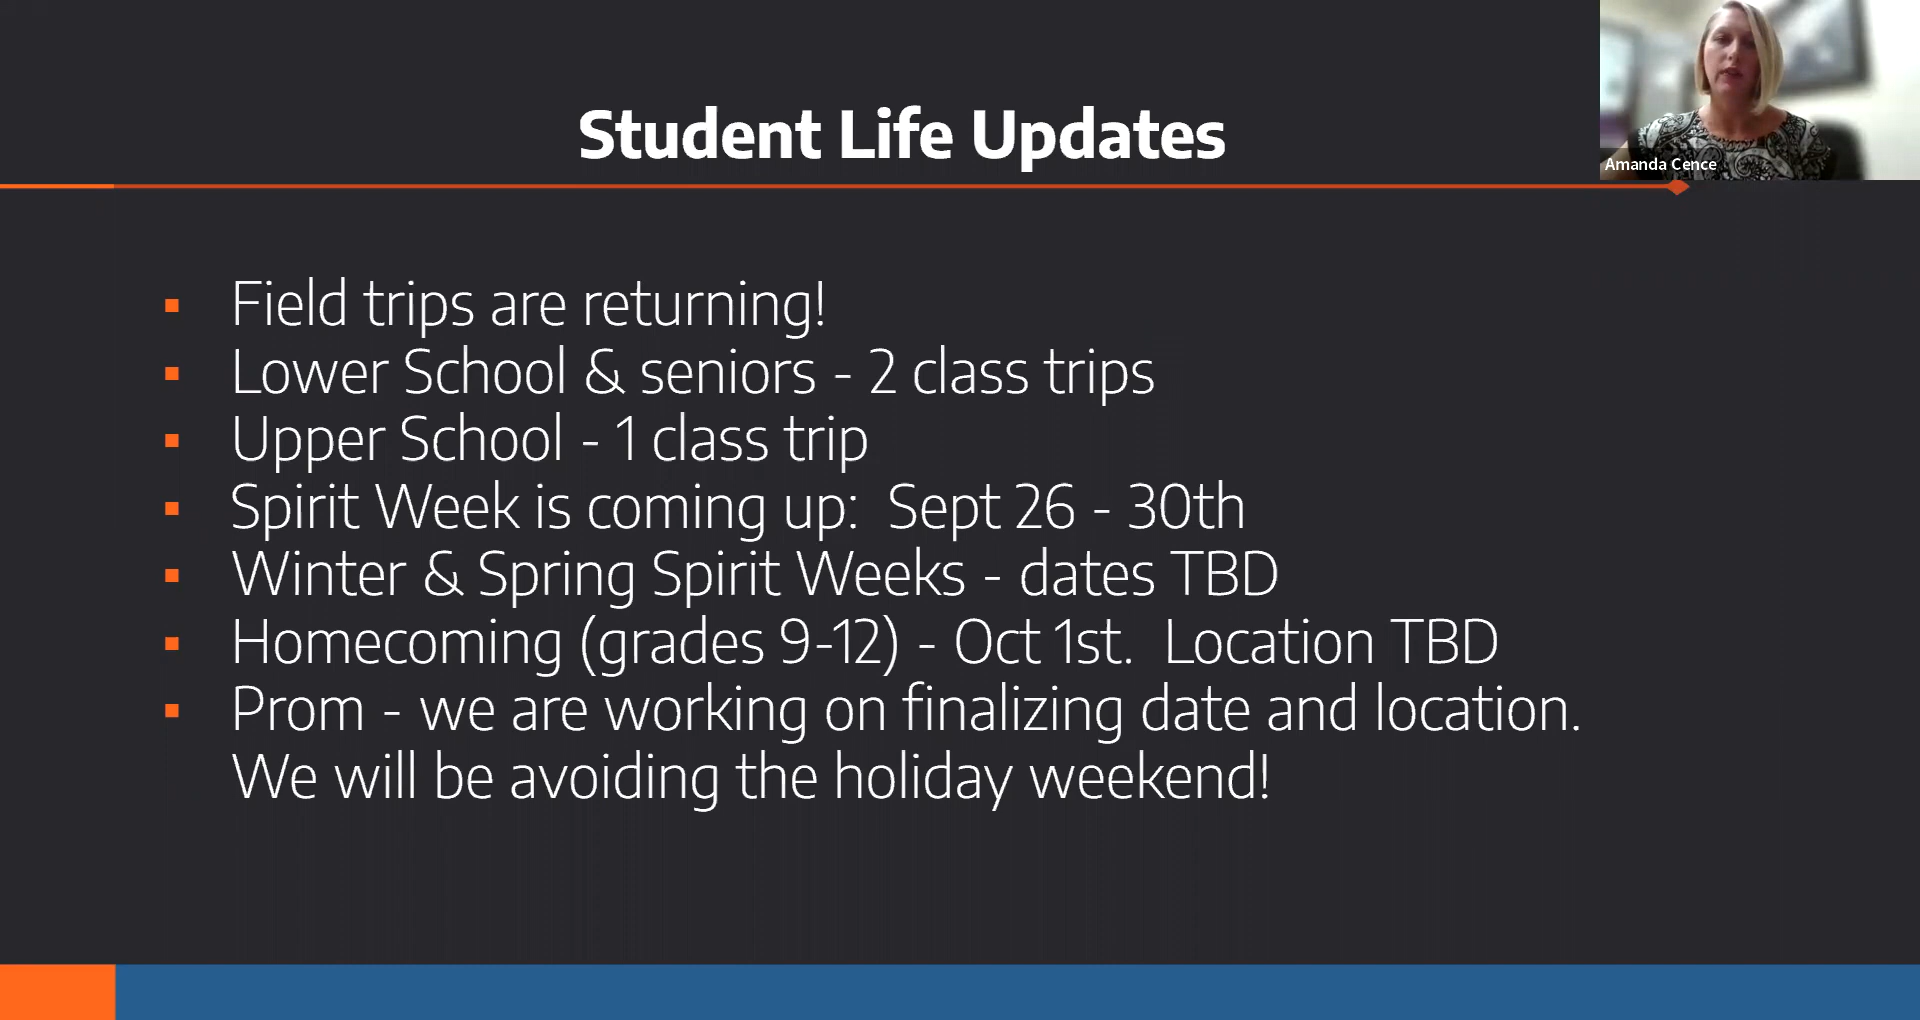 Student Life Updates
Amanda Cence
Field trips are returning!
Lower School & seniors - 2 class trips
Upper School - 1 class trip
Spirit Week is coming up:  Sept 26 - 30th
Winter & Spring Spirit Weeks - dates TBD
Homecoming (grades 9-12) - Oct 1st.  Location TBD
Prom - we are working on finalizing date and location.
We will be avoiding the holiday weekend!